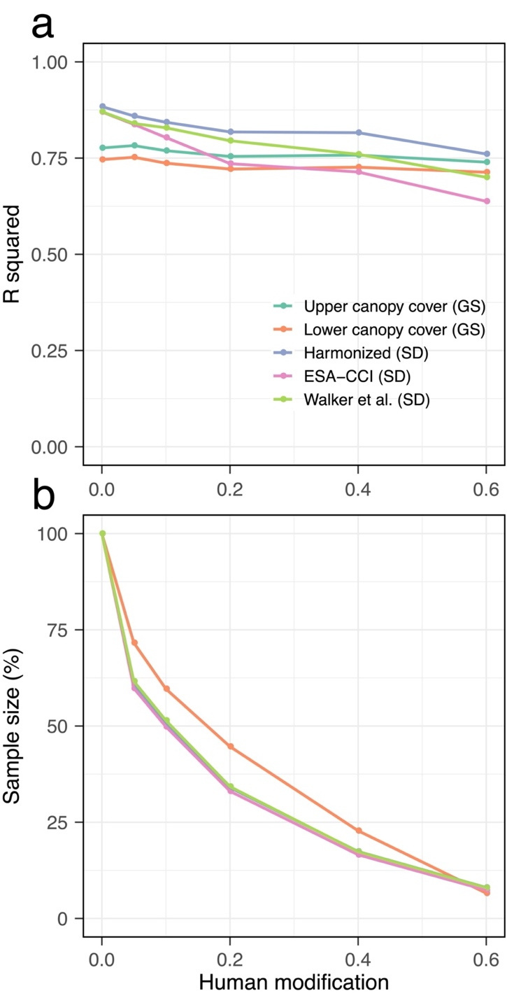 a
1.00
0.75
0.50
0.25
0.00
R squared
Upper canopy cover (GS)
Lower canopy cover (GS)
Harmonized (SD)
ESA−CCI (SD)
Walker et al. (SD)
0.0 0.2 0.4 0.6
b
100
75
50
25
0
Sample size (%)
0.0 0.2 0.4 0.6
Human modification